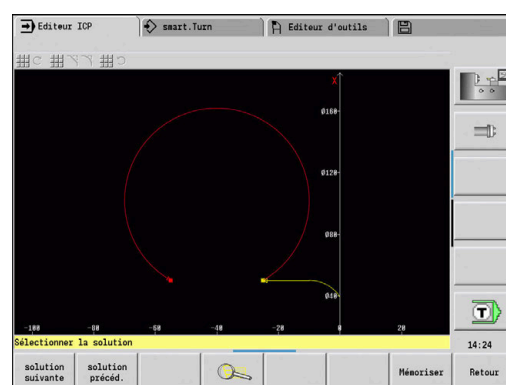 Editeur ICP smart.Turn Editeur d'outils
X
Ø160
Ø120
Ø80
Ø40
-100 -80 -60 -40 -20 0 20
Sélectionner la solution
14:24
T
solution suivante solution précéd. Mémoriser Retour